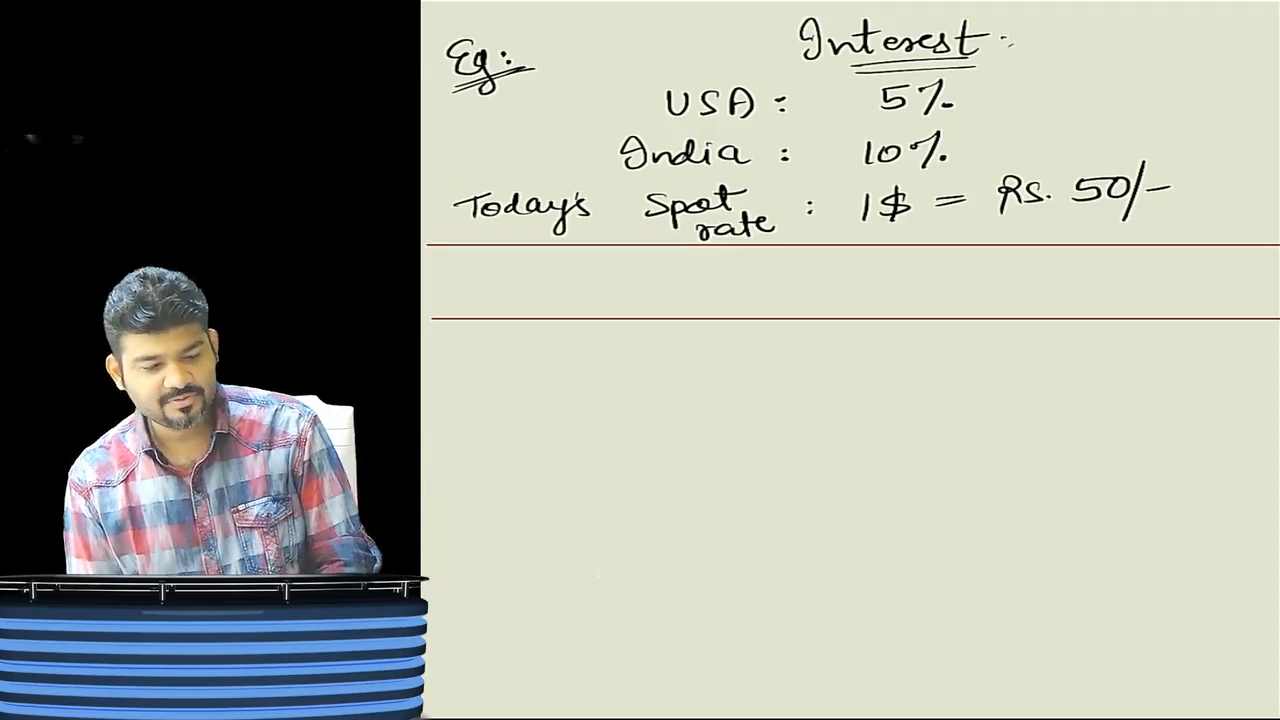 Eg:
Interest:
USA : 5%
India : 10%
Today's Spot rate : 1$ = Rs. 50/-